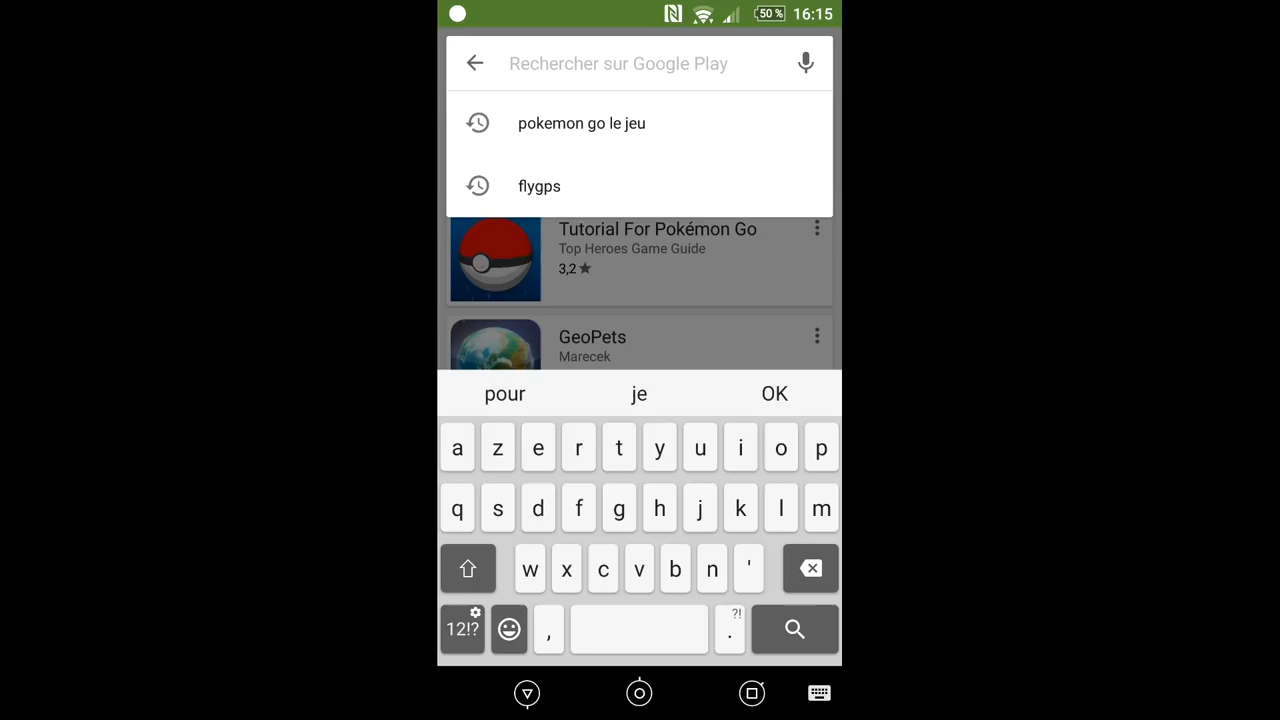 50 % 16:15
Rechercher sur Google Play
pokemon go le jeu
flygps
Tutorial For Pokémon Go
Top Heroes Game Guide
3,2★
GeoPets
Marecek
pour je OK
a z e r t y u i o p
q s d f g h j k l m
w x c v b n '
12!? , . ?!